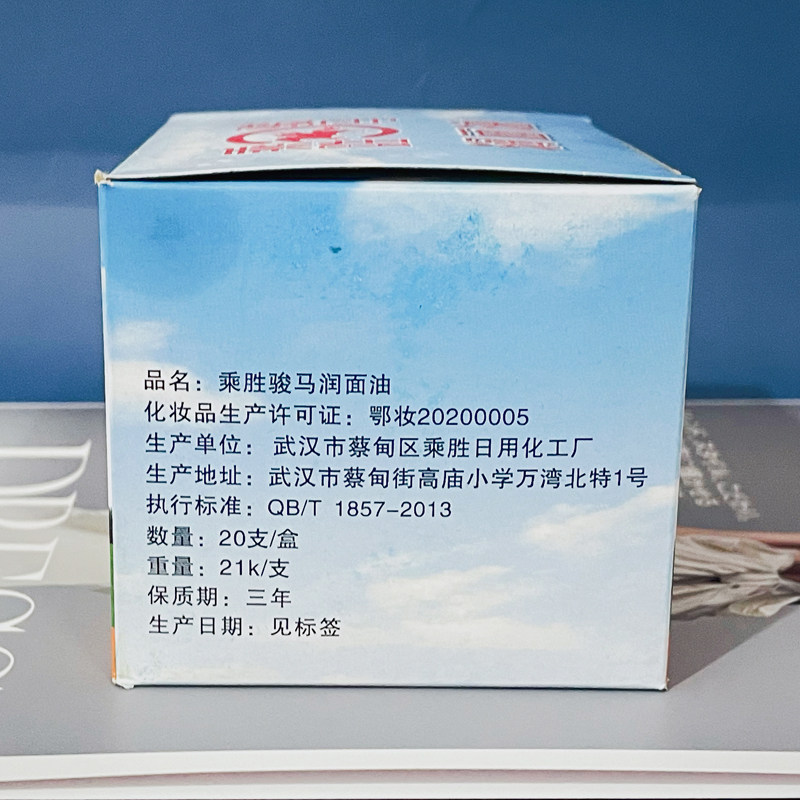 品名：乘胜骏马润面油
化妆品生产许可证：鄂妆20200005
生产单位：武汉市蔡甸区乘胜日用化工厂
生产地址：武汉市蔡甸街高庙小学万湾北特1号
执行标准：QB/T 1857-2013
数量：20支/盒
重量：21k/支
保质期：三年
生产日期：见标签